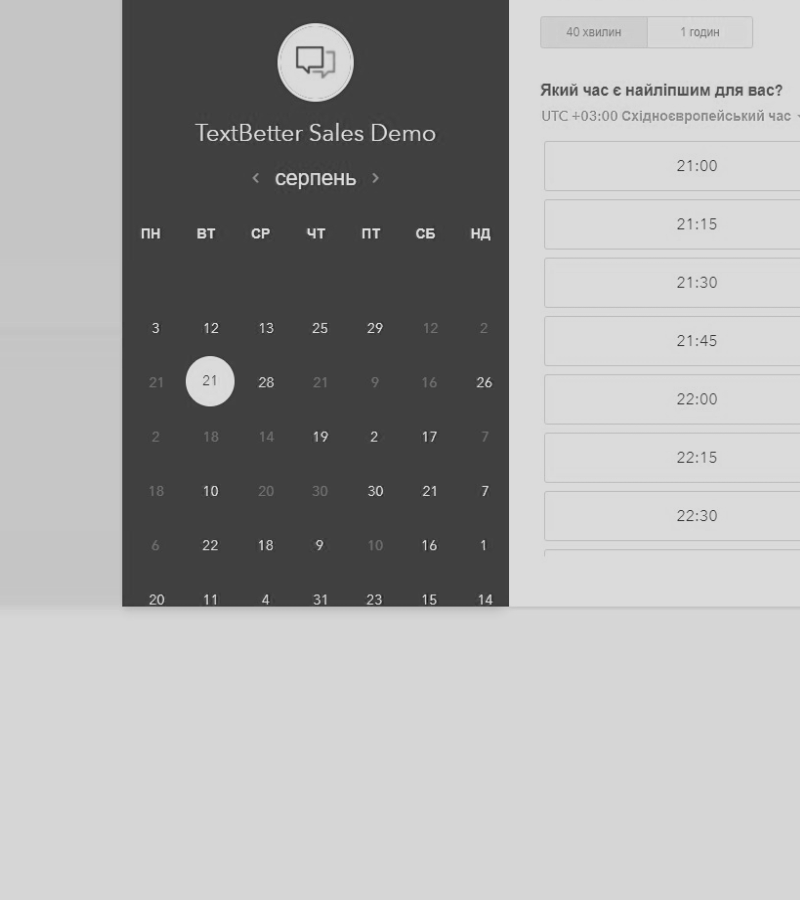 TextBetter Sales Demo
‹ серпень ›
ПН ВТ СР ЧТ ПТ СБ НД
3 12 13 25 29 12 2
21 21 28 21 9 16 26
2 18 14 19 2 17 7
18 10 20 30 30 21 7
6 22 18 9 10 16 1
20 11 4 31 23 15 14
40 хвилин 1 годин
Який час є найліпшим для вас?
UTC +03:00 Східноєвропейський час
21:00
21:15
21:30
21:45
22:00
22:15
22:30